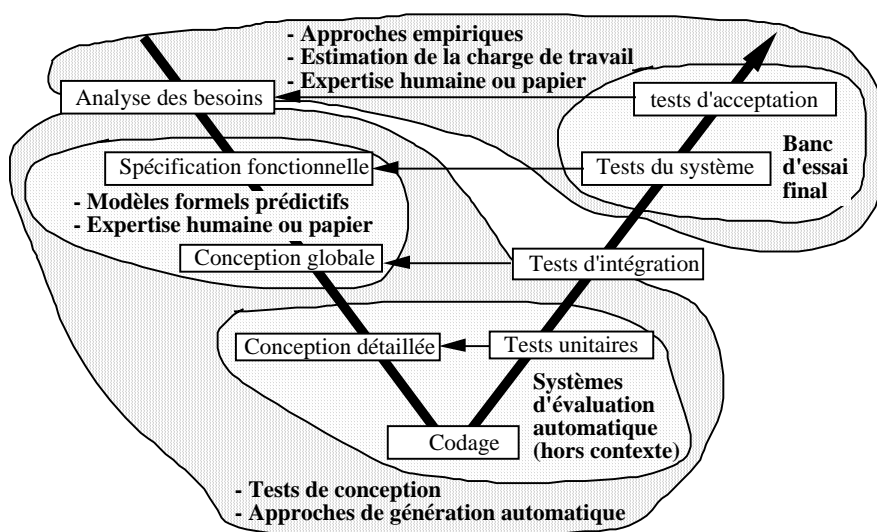 - Approches empiriques
- Estimation de la charge de travail
- Expertise humaine ou papier
Analyse des besoins
tests d'acceptation
Spécification fonctionnelle
Tests du système
Banc
d'essai
final
- Modèles formels prédictifs
- Expertise humaine ou papier
Conception globale
Tests d'intégration
Conception détaillée
Tests unitaires
Systèmes
d'évaluation
automatique
(hors contexte)
Codage
- Tests de conception
- Approches de génération automatique